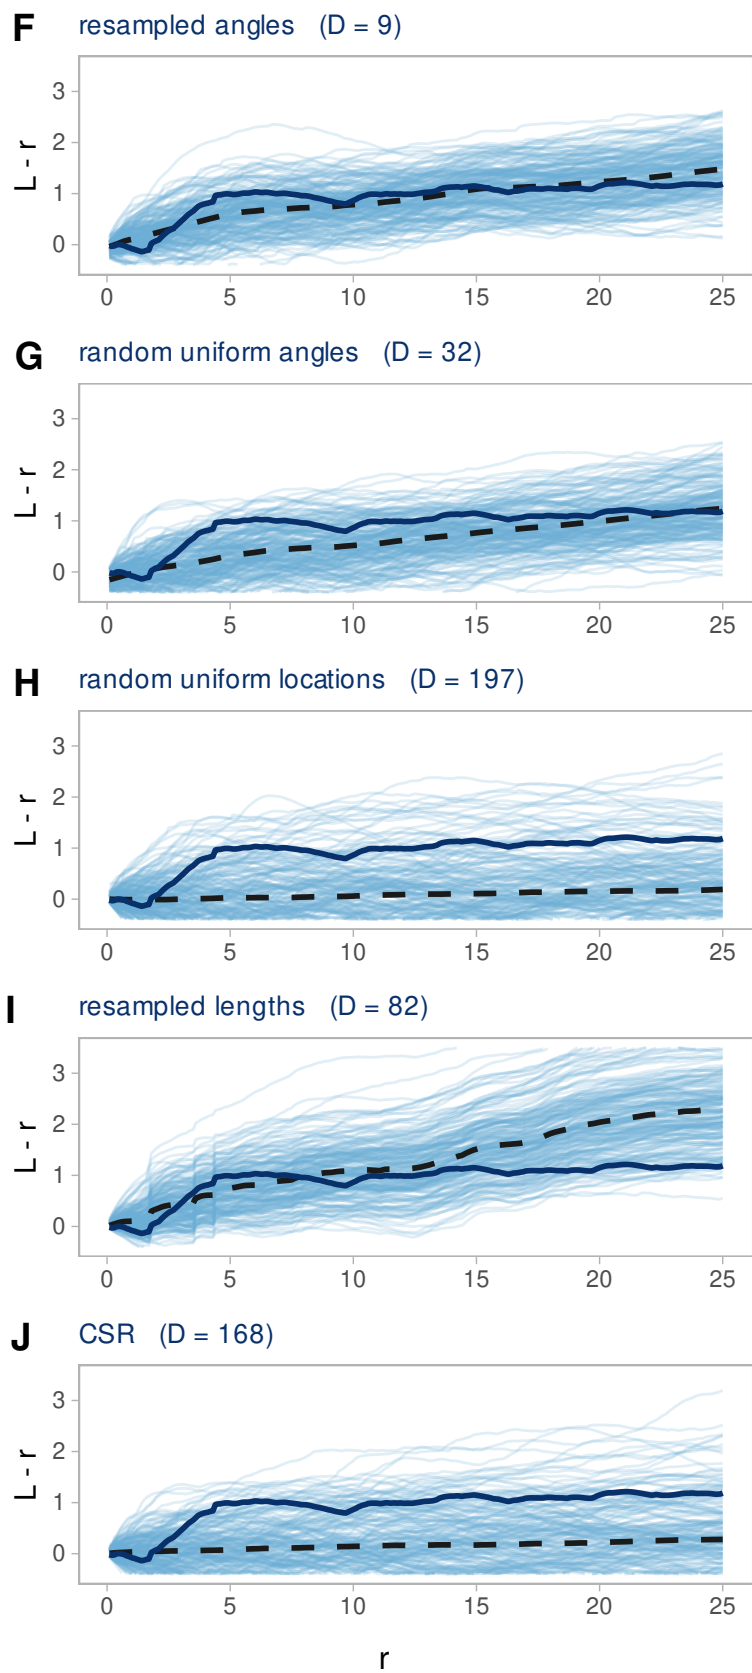 F resampled angles (D = 9)
3
2
1
0
L - r
0 5 10 15 20 25
G random uniform angles (D = 32)
3
2
1
0
L - r
0 5 10 15 20 25
H random uniform locations (D = 197)
3
2
1
0
L - r
0 5 10 15 20 25
I resampled lengths (D = 82)
3
2
1
0
L - r
0 5 10 15 20 25
J CSR (D = 168)
3
2
1
0
L - r
0 5 10 15 20 25
r